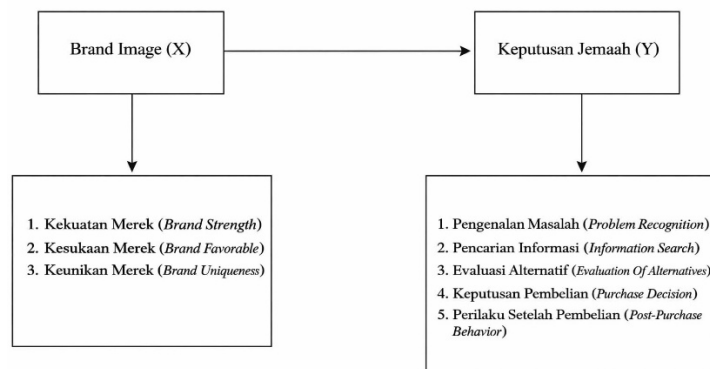 Brand Image (X)
Keputusan Jemaah (Y)
1. Kekuatan Merek (Brand Strength)
2. Kesukaan Merek (Brand Favorable)
3. Keunikan Merek (Brand Uniqueness)
1. Pengenalan Masalah (Problem Recognition)
2. Pencarian Informasi (Information Search)
3. Evaluasi Alternatif (Evaluation Of Alternatives)
4. Keputusan Pembelian (Purchase Decision)
5. Perilaku Setelah Pembelian (Post-Purchase
Behavior)